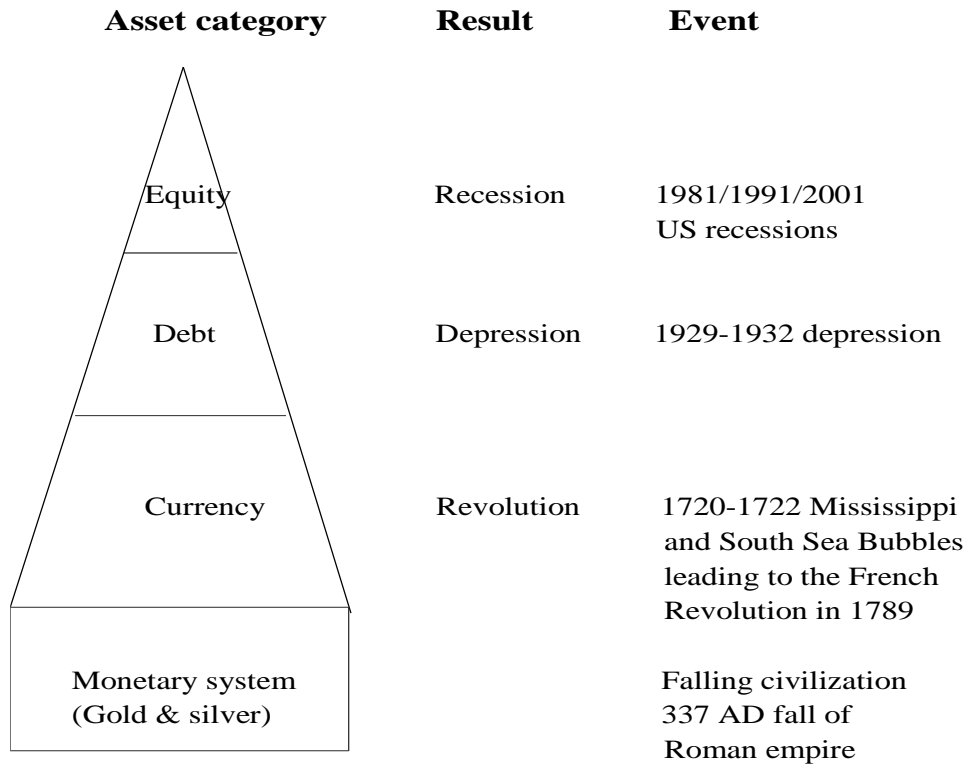 Asset category Result Event
Equity Recession 1981/1991/2001
US recessions
Debt Depression 1929-1932 depression
Currency Revolution 1720-1722 Mississippi
and South Sea Bubbles
leading to the French
Revolution in 1789
Monetary system Falling civilization
(Gold & silver) 337 AD fall of
Roman empire